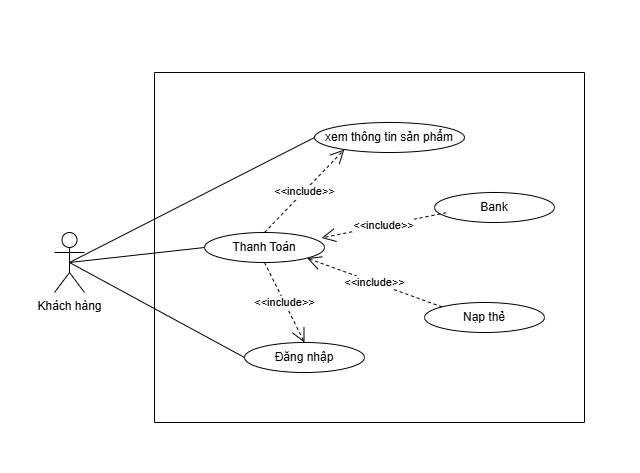 xem thông tin sản phẩm
<<include>>
Bank
<<include>>
Thanh Toán
<<include>>
<<include>>
Khách hàng
Nạp thẻ
Đăng nhập